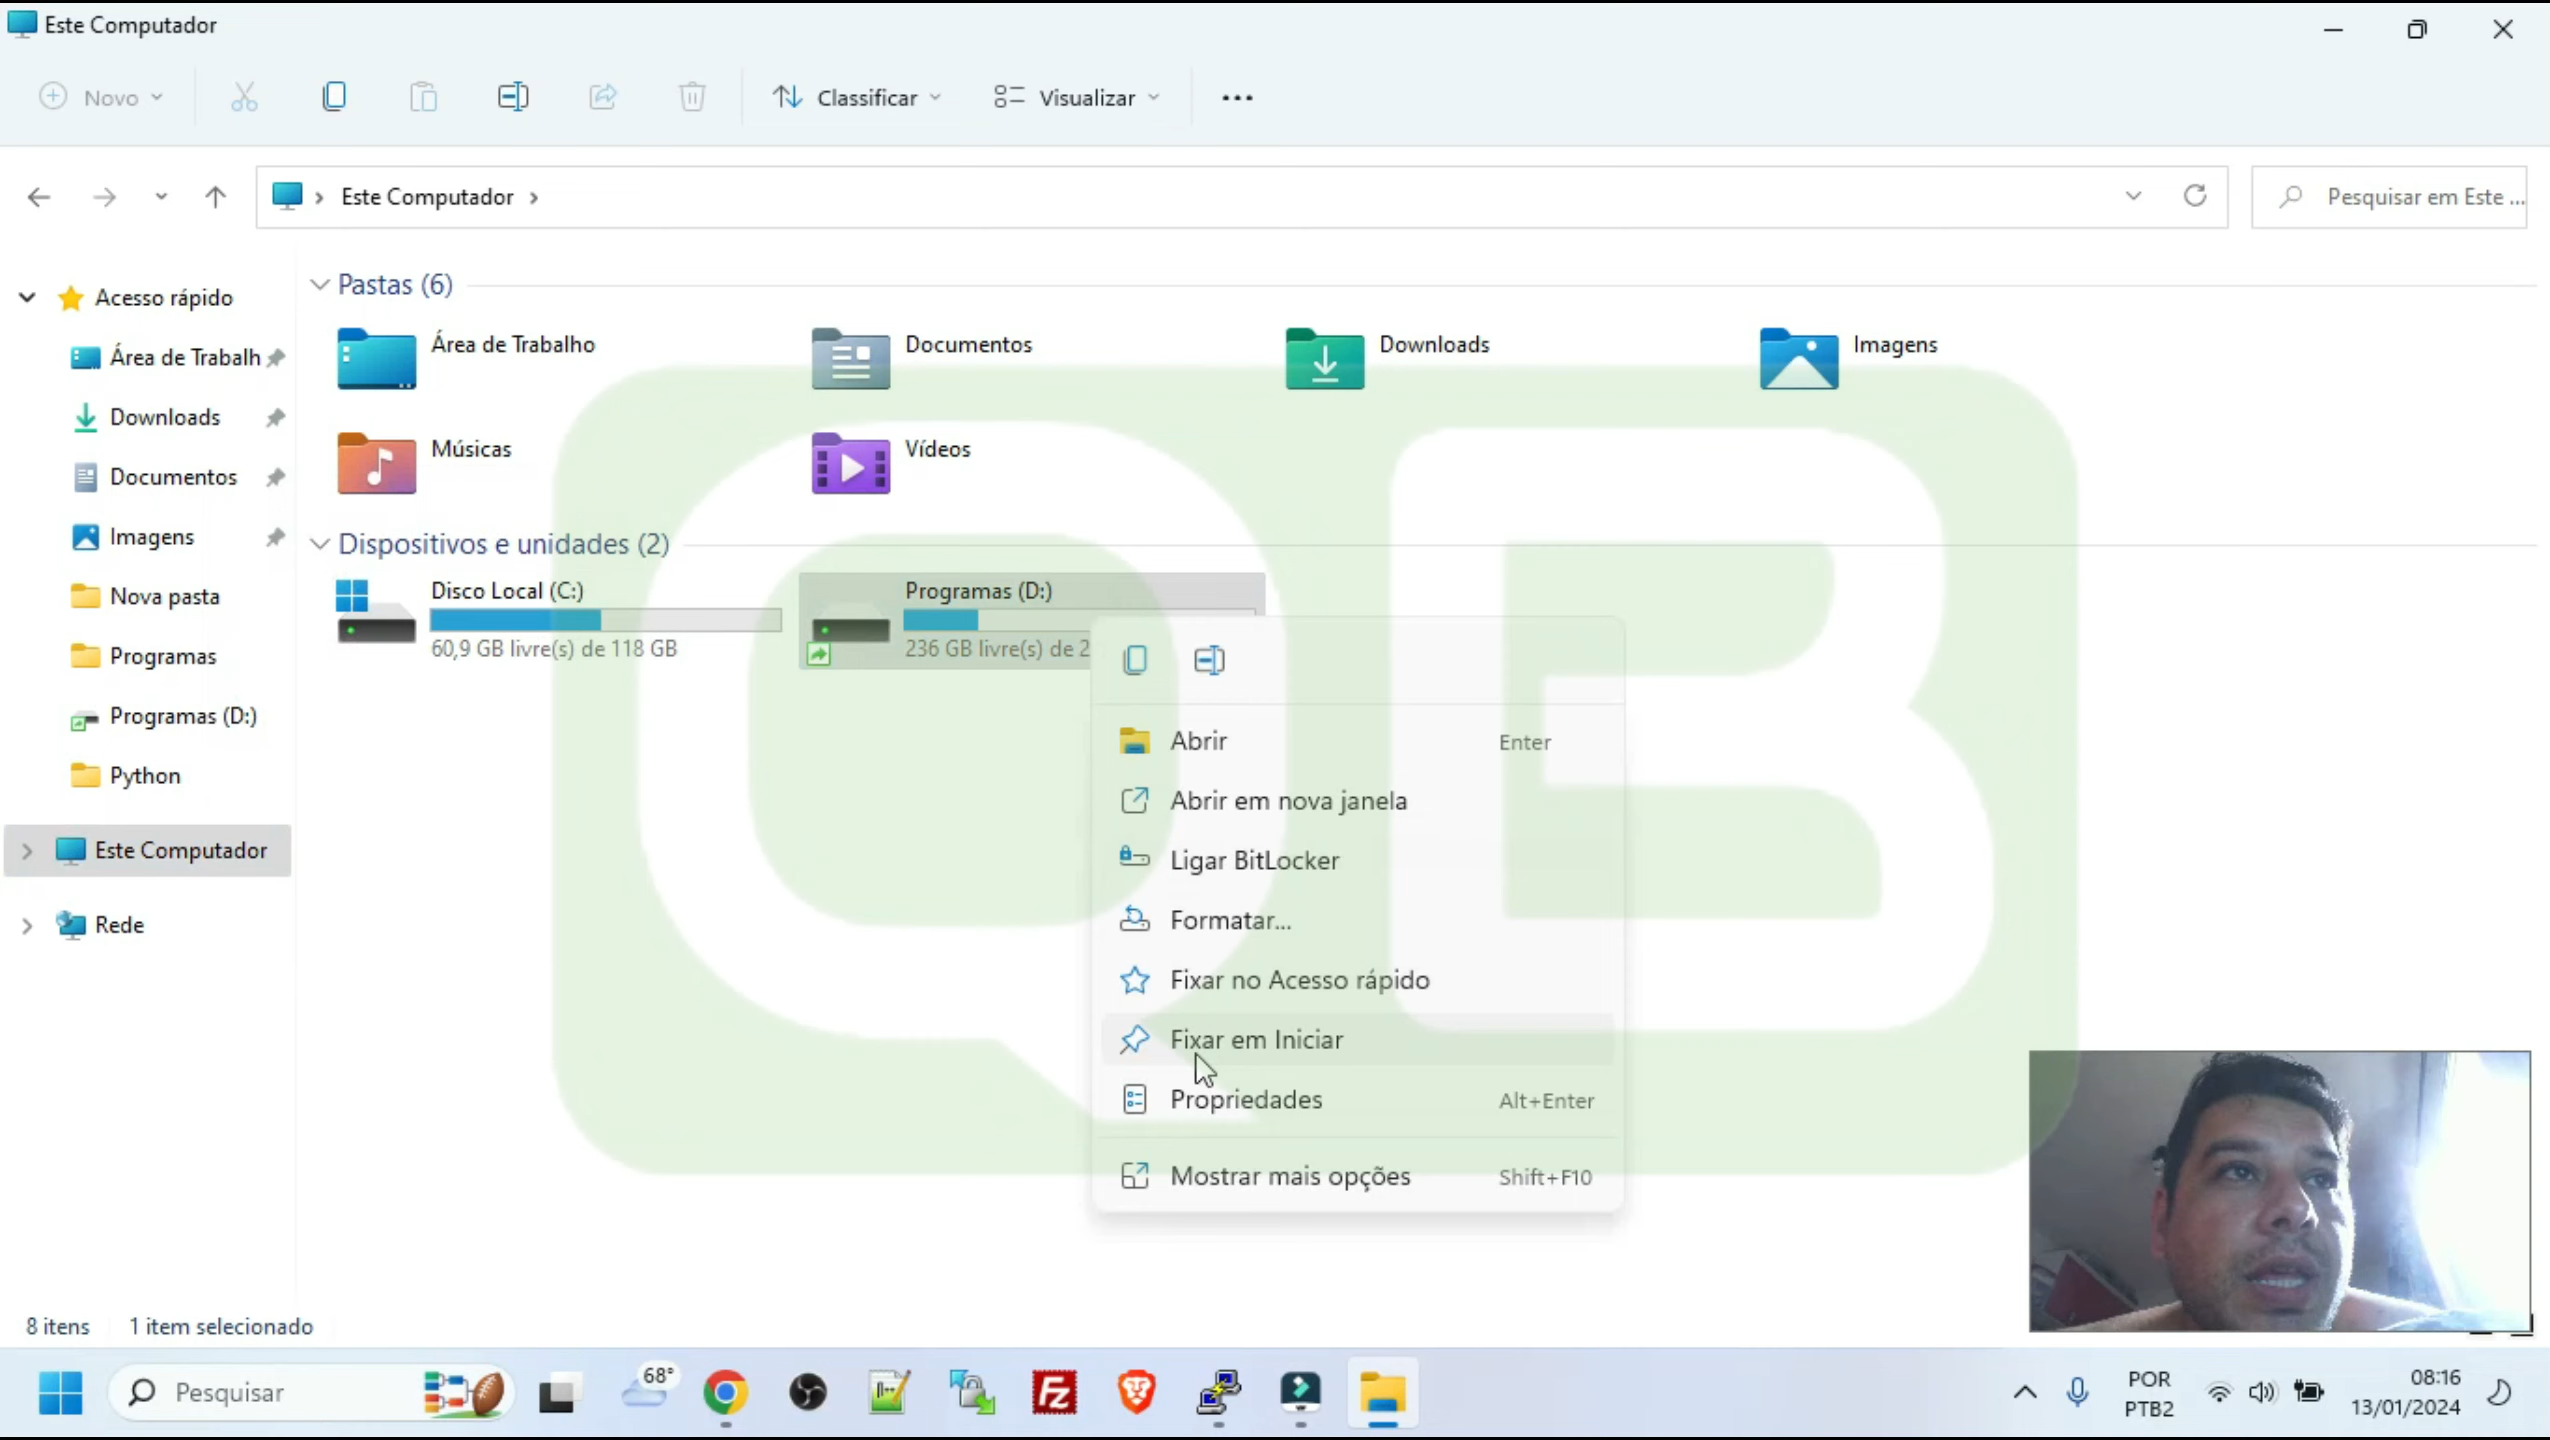 Este Computador
Novo
Classificar
Visualizar
Este Computador
Pesquisar em Este ...
Acesso rápido
Área de Trabalh
Downloads
Documentos
Imagens
Nova pasta
Programas
Programas (D:)
Python
Este Computador
Rede
Pastas (6)
Área de Trabalho
Documentos
Downloads
Imagens
Músicas
Vídeos
Dispositivos e unidades (2)
Disco Local (C:)
60,9 GB livre(s) de 118 GB
Programas (D:)
236 GB livre(s) de 2
QB
Abrir Enter
Abrir em nova janela
Ligar BitLocker
Formatar...
Fixar no Acesso rápido
Fixar em Iniciar
Propriedades Alt+Enter
Mostrar mais opções Shift+F10
8 itens 1 item selecionado
Pesquisar
68°
FZ
POR
PTB2
08:16
13/01/2024